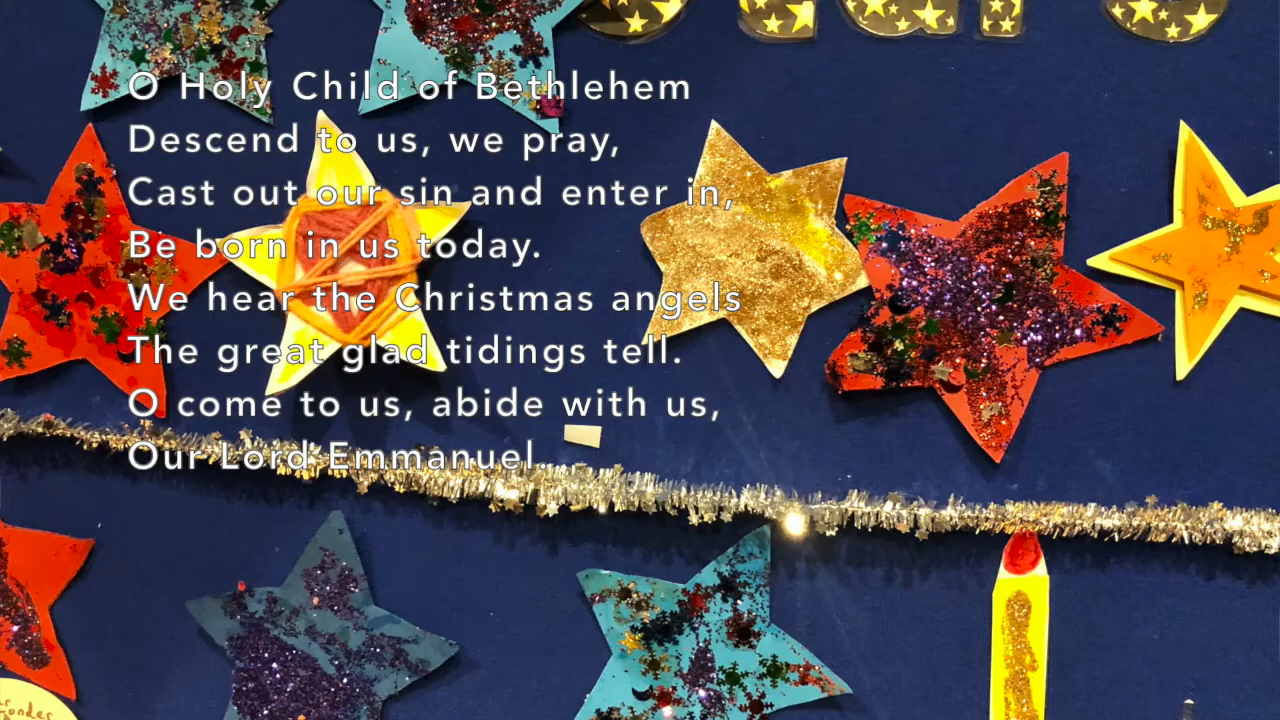 O Holy Child of Bethlehem
Descend to us, we pray,
Cast out our sin and enter in,
Be born in us today.
We hear the Christmas angels
The great glad tidings tell.
O come to us, abide with us,
Our Lord Emmanuel.